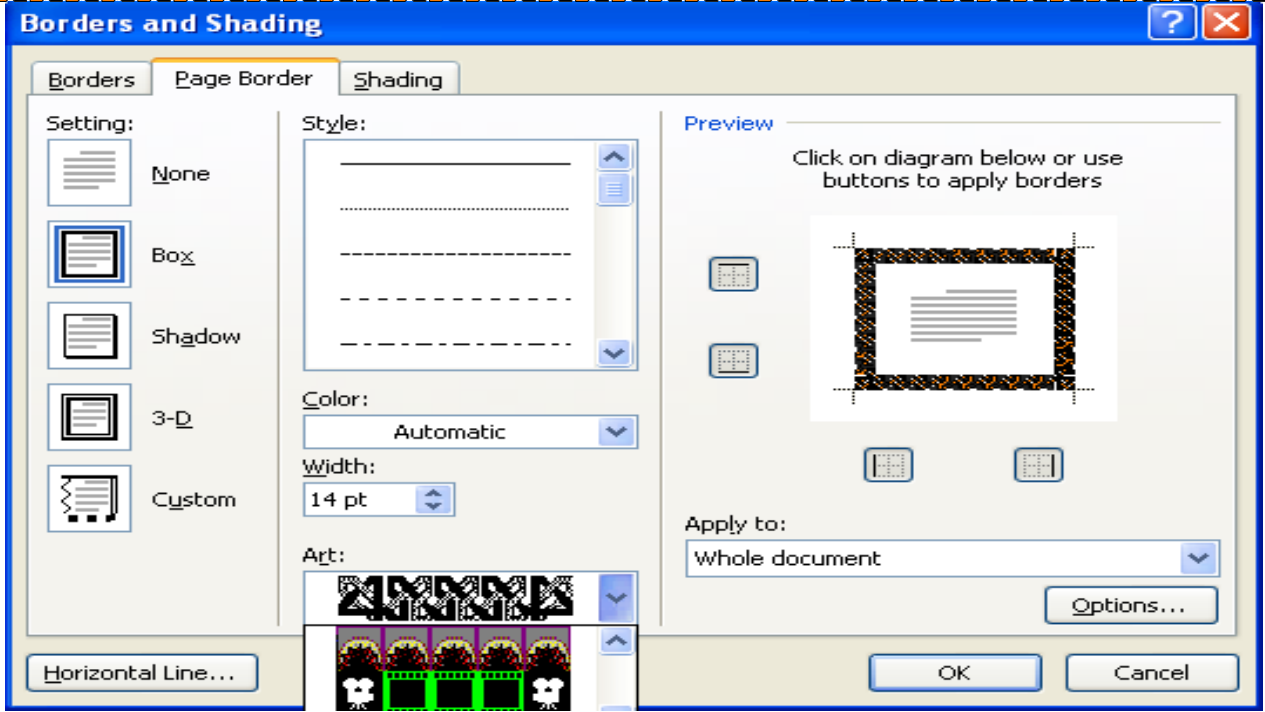 Borders and Shading
Borders
Page Border
Shading
Setting:
None
Box
Shadow
3-D
Custom
Style:
Color:
Automatic
Width:
14 pt
Art:
Preview
Click on diagram below or use
buttons to apply borders
Apply to:
Whole document
Options...
Horizontal Line...
OK
Cancel